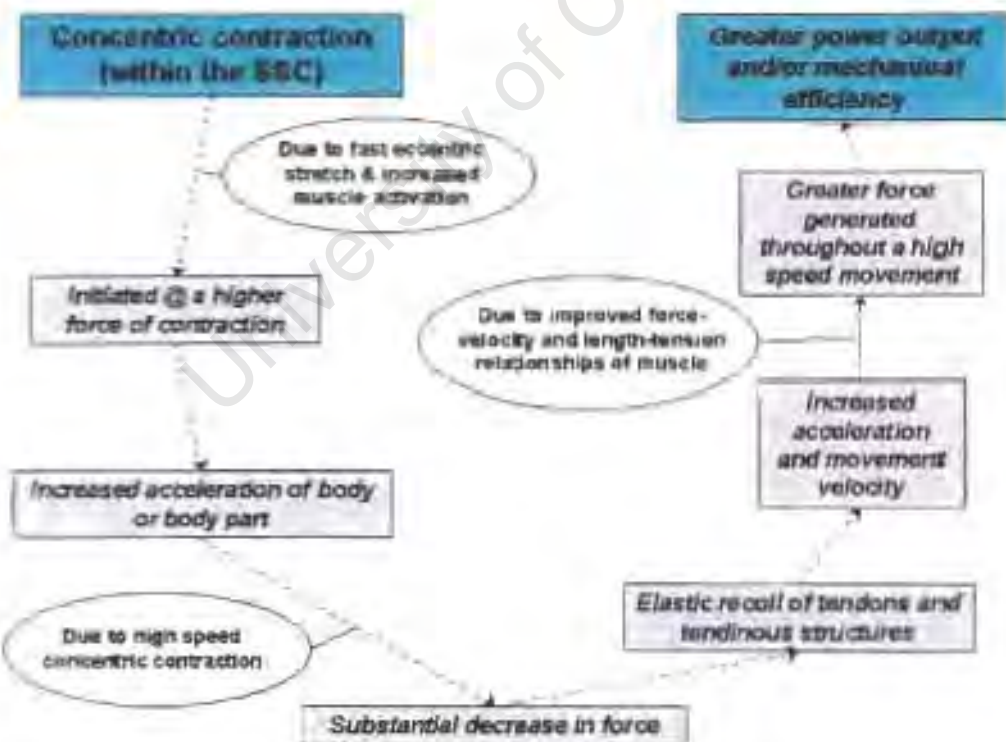 Concentric contraction
(within the SSC)
Due to fast eccentric
stretch & increased
muscle activation
Initiated @ a higher
force of contraction
Increased acceleration of body
or body part
Due to high speed
concentric contraction
Substantial decrease in force
Elastic recoil of tendons and
tendinous structures
Increased
acceleration
and movement
velocity
Due to improved force-
velocity and length-tension
relationships of muscle
Greater force
generated
throughout a high
speed movement
Greater power output
and/or mechanical
efficiency
University of C